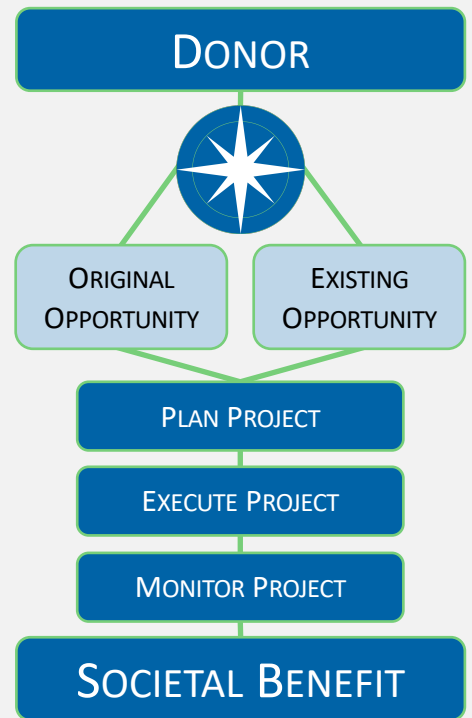 DONOR
ORIGINAL
OPPORTUNITY
EXISTING
OPPORTUNITY
PLAN PROJECT
EXECUTE PROJECT
MONITOR PROJECT
SOCIETAL BENEFIT